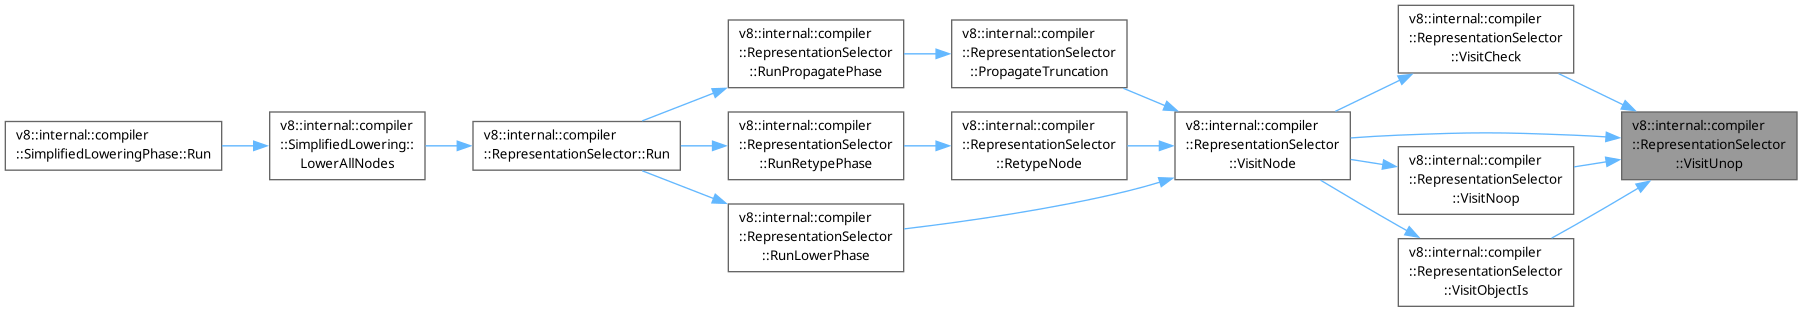 v8::internal::compiler
::SimplifiedLoweringPhase::Run
v8::internal::compiler
::SimplifiedLowering::
LowerAllNodes
v8::internal::compiler
::RepresentationSelector::Run
v8::internal::compiler
::RepresentationSelector
::RunPropagatePhase
v8::internal::compiler
::RepresentationSelector
::RunRetypePhase
v8::internal::compiler
::RepresentationSelector
::RunLowerPhase
v8::internal::compiler
::RepresentationSelector
::PropagateTruncation
v8::internal::compiler
::RepresentationSelector
::RetypeNode
v8::internal::compiler
::RepresentationSelector
::VisitNode
v8::internal::compiler
::RepresentationSelector
::VisitCheck
v8::internal::compiler
::RepresentationSelector
::VisitNoop
v8::internal::compiler
::RepresentationSelector
::VisitObjectIs
v8::internal::compiler
::RepresentationSelector
::VisitUnop